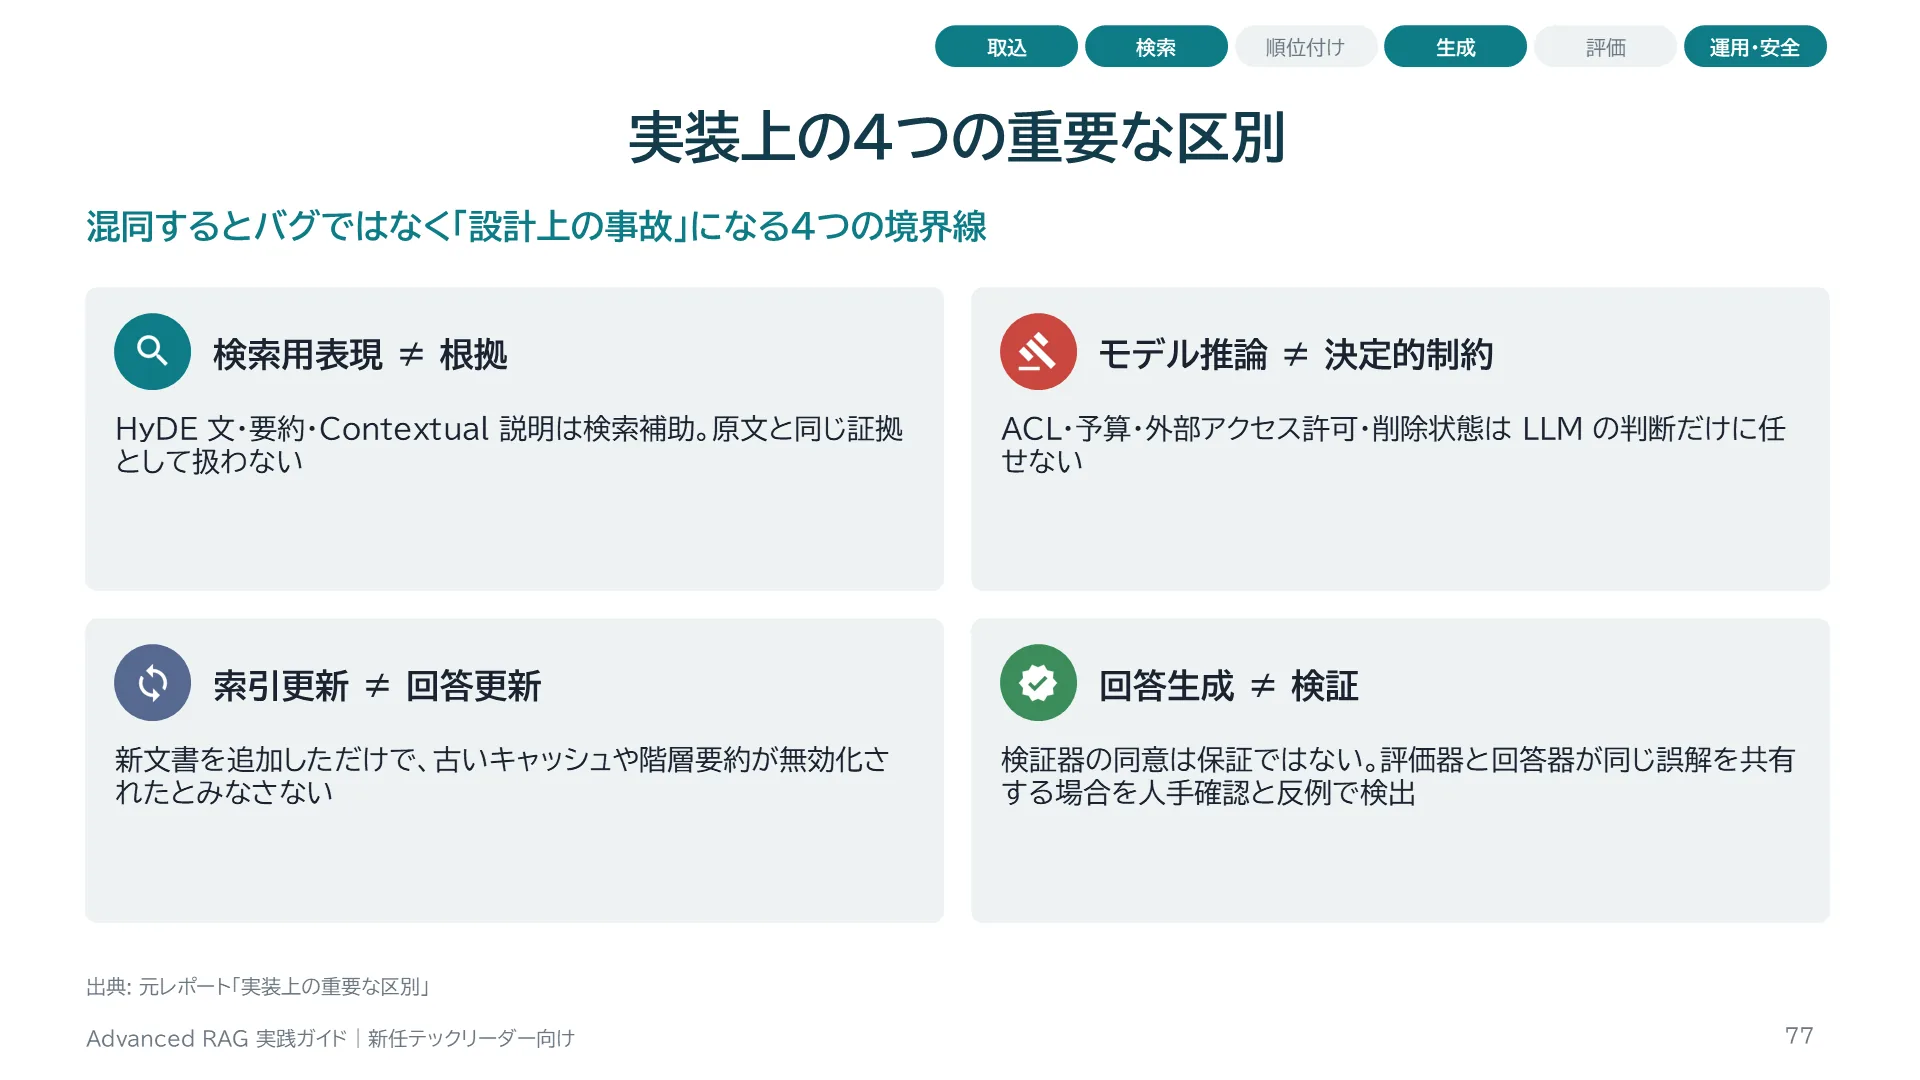 取込
検索
順位付け
生成
評価
運用・安全
実装上の4つの重要な区別
混同するとバグではなく「設計上の事故」になる4つの境界線
検索用表現 ≠ 根拠
HyDE 文・要約・Contextual 説明は検索補助。原文と同じ証拠
として扱わない
モデル推論 ≠ 決定的制約
ACL・予算・外部アクセス許可・削除状態は LLM の判断だけに任
せない
索引更新 ≠ 回答更新
新文書を追加しただけで、古いキャッシュや階層要約が無効化さ
れたとみなさない
回答生成 ≠ 検証
検証器の同意は保証ではない。評価器と回答器が同じ誤解を共有
する場合を人手確認と反例で検出
出典: 元レポート「実装上の重要な区別」
Advanced RAG 実践ガイド｜新任テックリーダー向け
77